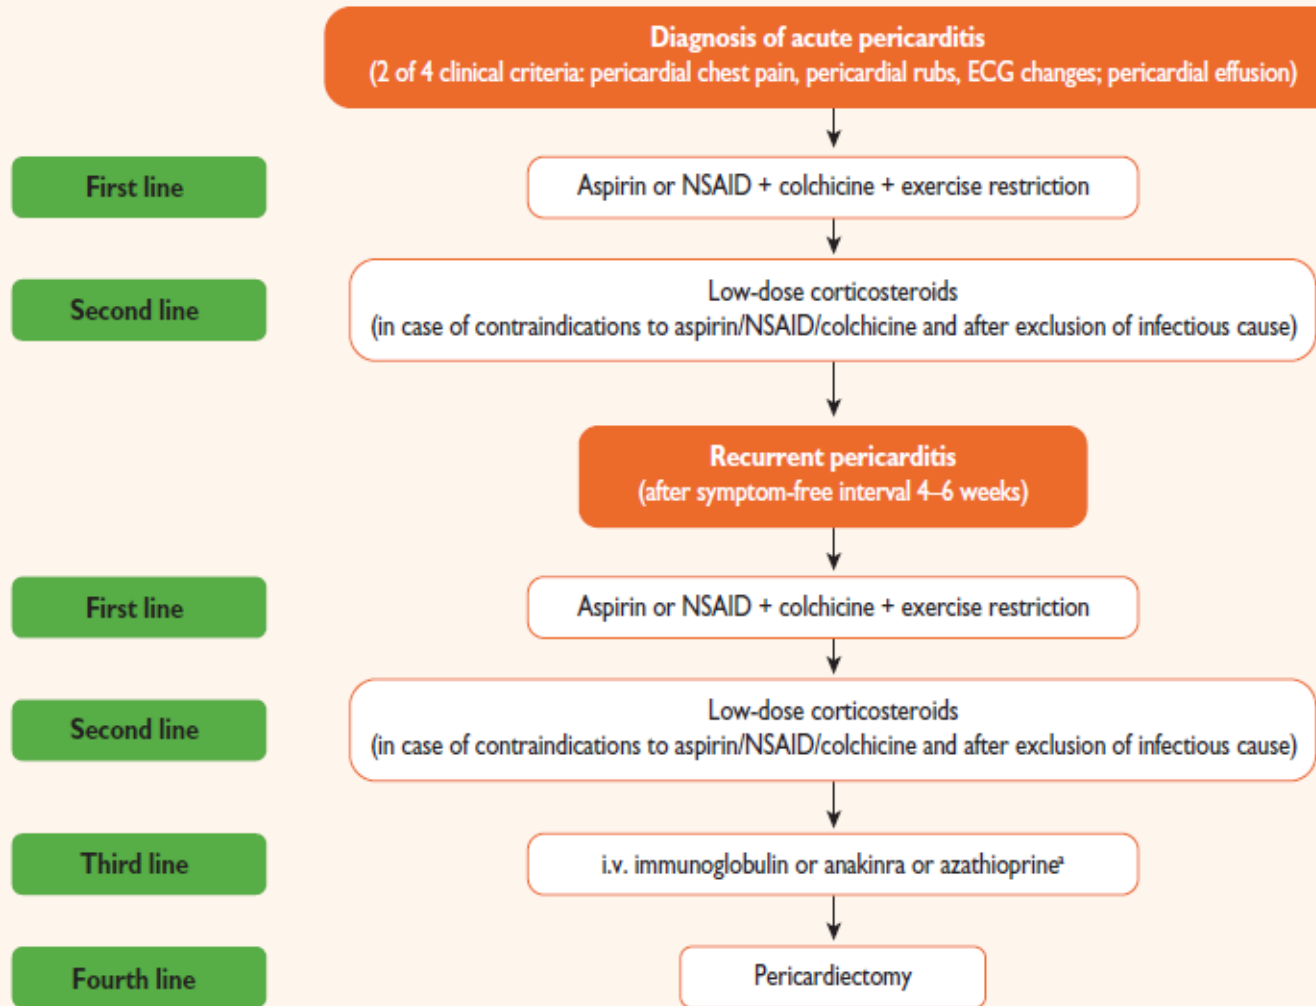 Diagnosis of acute pericarditis
(2 of 4 clinical criteria: pericardial chest pain, pericardial rubs, ECG changes; pericardial effusion)
First line
Aspirin or NSAID + colchicine + exercise restriction
Second line
Low-dose corticosteroids
(in case of contraindications to aspirin/NSAID/colchicine and after exclusion of infectious cause)
Recurrent pericarditis
(after symptom-free interval 4–6 weeks)
First line
Aspirin or NSAID + colchicine + exercise restriction
Second line
Low-dose corticosteroids
(in case of contraindications to aspirin/NSAID/colchicine and after exclusion of infectious cause)
Third line
i.v. immunoglobulin or anakinra or azathioprineᵃ
Fourth line
Pericardiectomy